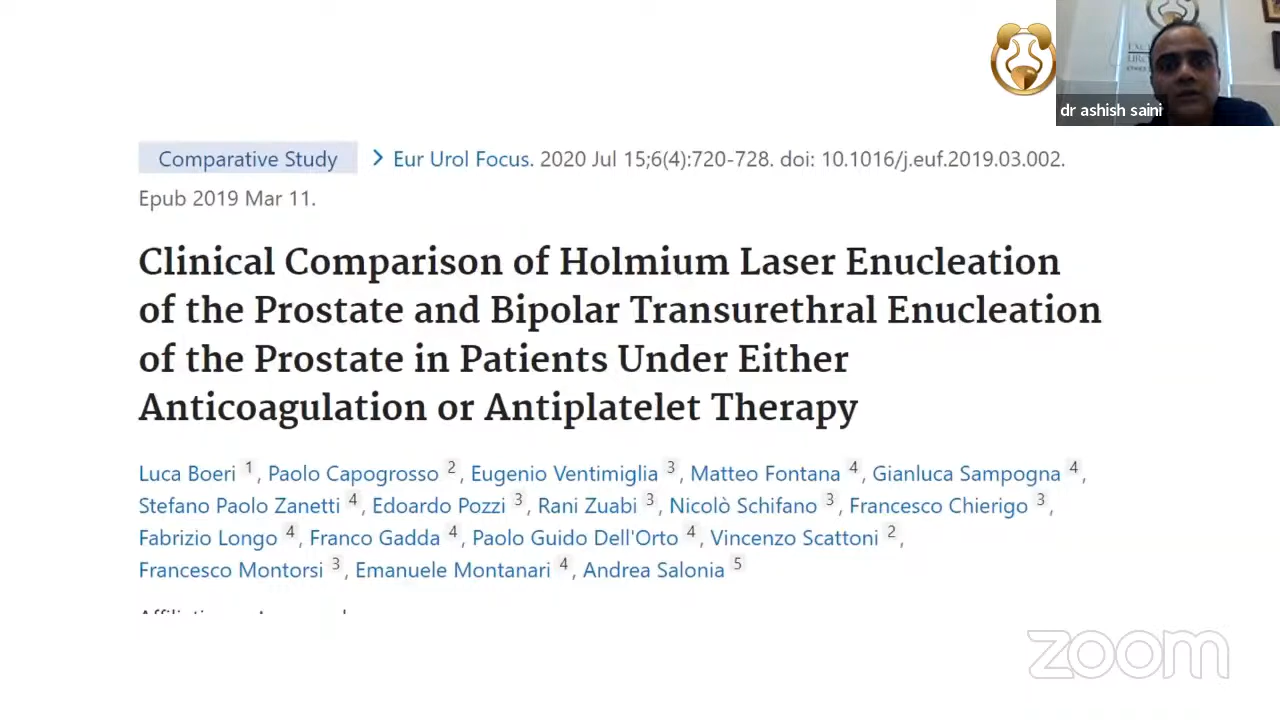 dr ashish saini
Comparative Study > Eur Urol Focus. 2020 Jul 15;6(4):720-728. doi: 10.1016/j.euf.2019.03.002.
Epub 2019 Mar 11.
Clinical Comparison of Holmium Laser Enucleation
of the Prostate and Bipolar Transurethral Enucleation
of the Prostate in Patients Under Either
Anticoagulation or Antiplatelet Therapy
Luca Boeri 1, Paolo Capogrosso 2, Eugenio Ventimiglia 3, Matteo Fontana 4, Gianluca Sampogna 4,
Stefano Paolo Zanetti 4, Edoardo Pozzi 3, Rani Zuabi 3, Nicolò Schifano 3, Francesco Chierigo 3,
Fabrizio Longo 4, Franco Gadda 4, Paolo Guido Dell'Orto 4, Vincenzo Scattoni 2,
Francesco Montorsi 3, Emanuele Montanari 4, Andrea Salonia 5
zoom